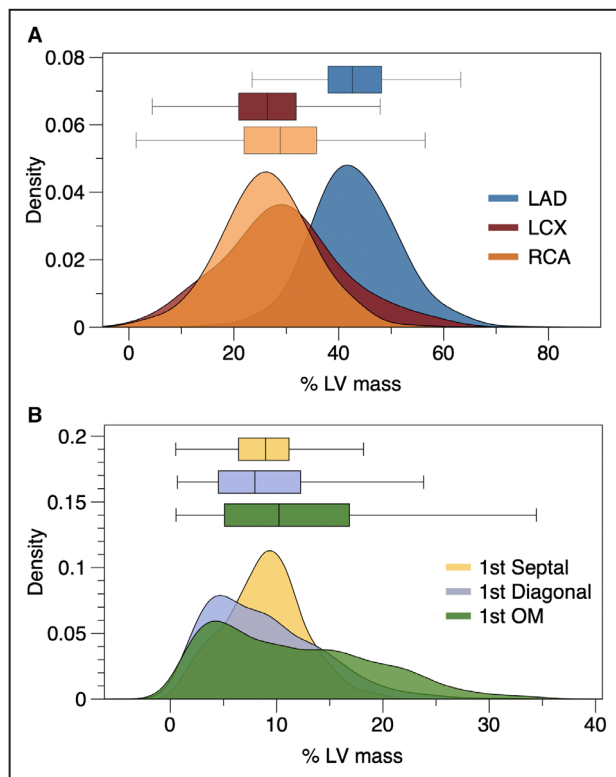 A
0.08
0.06
0.04
0.02
0
Density
LAD
LCX
RCA
0 20 40 60 80
% LV mass
B
0.2
0.15
0.1
0.05
0
Density
1st Septal
1st Diagonal
1st OM
0 10 20 30 40
% LV mass